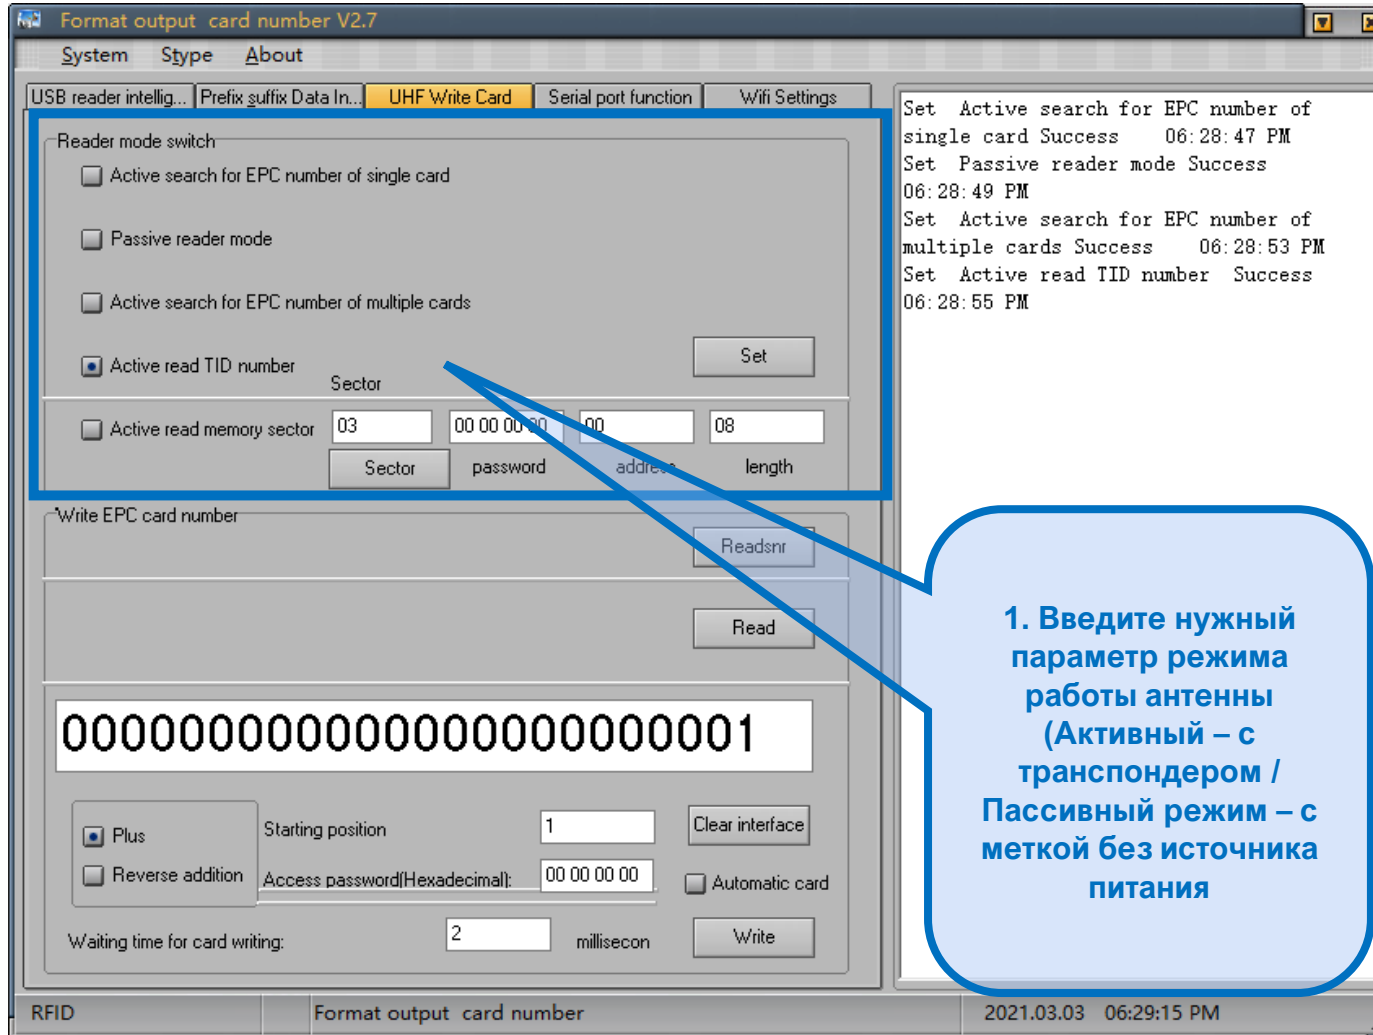 Format output  card number V2.7
System Stype About
USB reader intellig... Prefix suffix Data In... UHF Write Card Serial port function Wifi Settings
Reader mode switch
Active search for EPC number of single card
Passive reader mode
Active search for EPC number of multiple cards
Active read TID number
Set
Sector
Active read memory sector 03 00 00 00 00 00 08
Sector password address length
Write EPC card number
Readsnr
Read
000000000000000000000001
Plus
Reverse addition
Starting position 1
Clear interface
Access password(Hexadecimal): 00 00 00 00
Automatic card
Waiting time for card writing: 2 millisecon
Write
Set  Active search for EPC number of
single card Success    06:28:47 PM
Set  Passive reader mode Success
06:28:49 PM
Set  Active search for EPC number of
multiple cards Success    06:28:53 PM
Set  Active read TID number  Success
06:28:55 PM
1. Введите нужный
параметр режима
работы антенны
(Активный – с
транспондером /
Пассивный режим – с
меткой без источника
питания
RFID Format output  card number 2021.03.03  06:29:15 PM